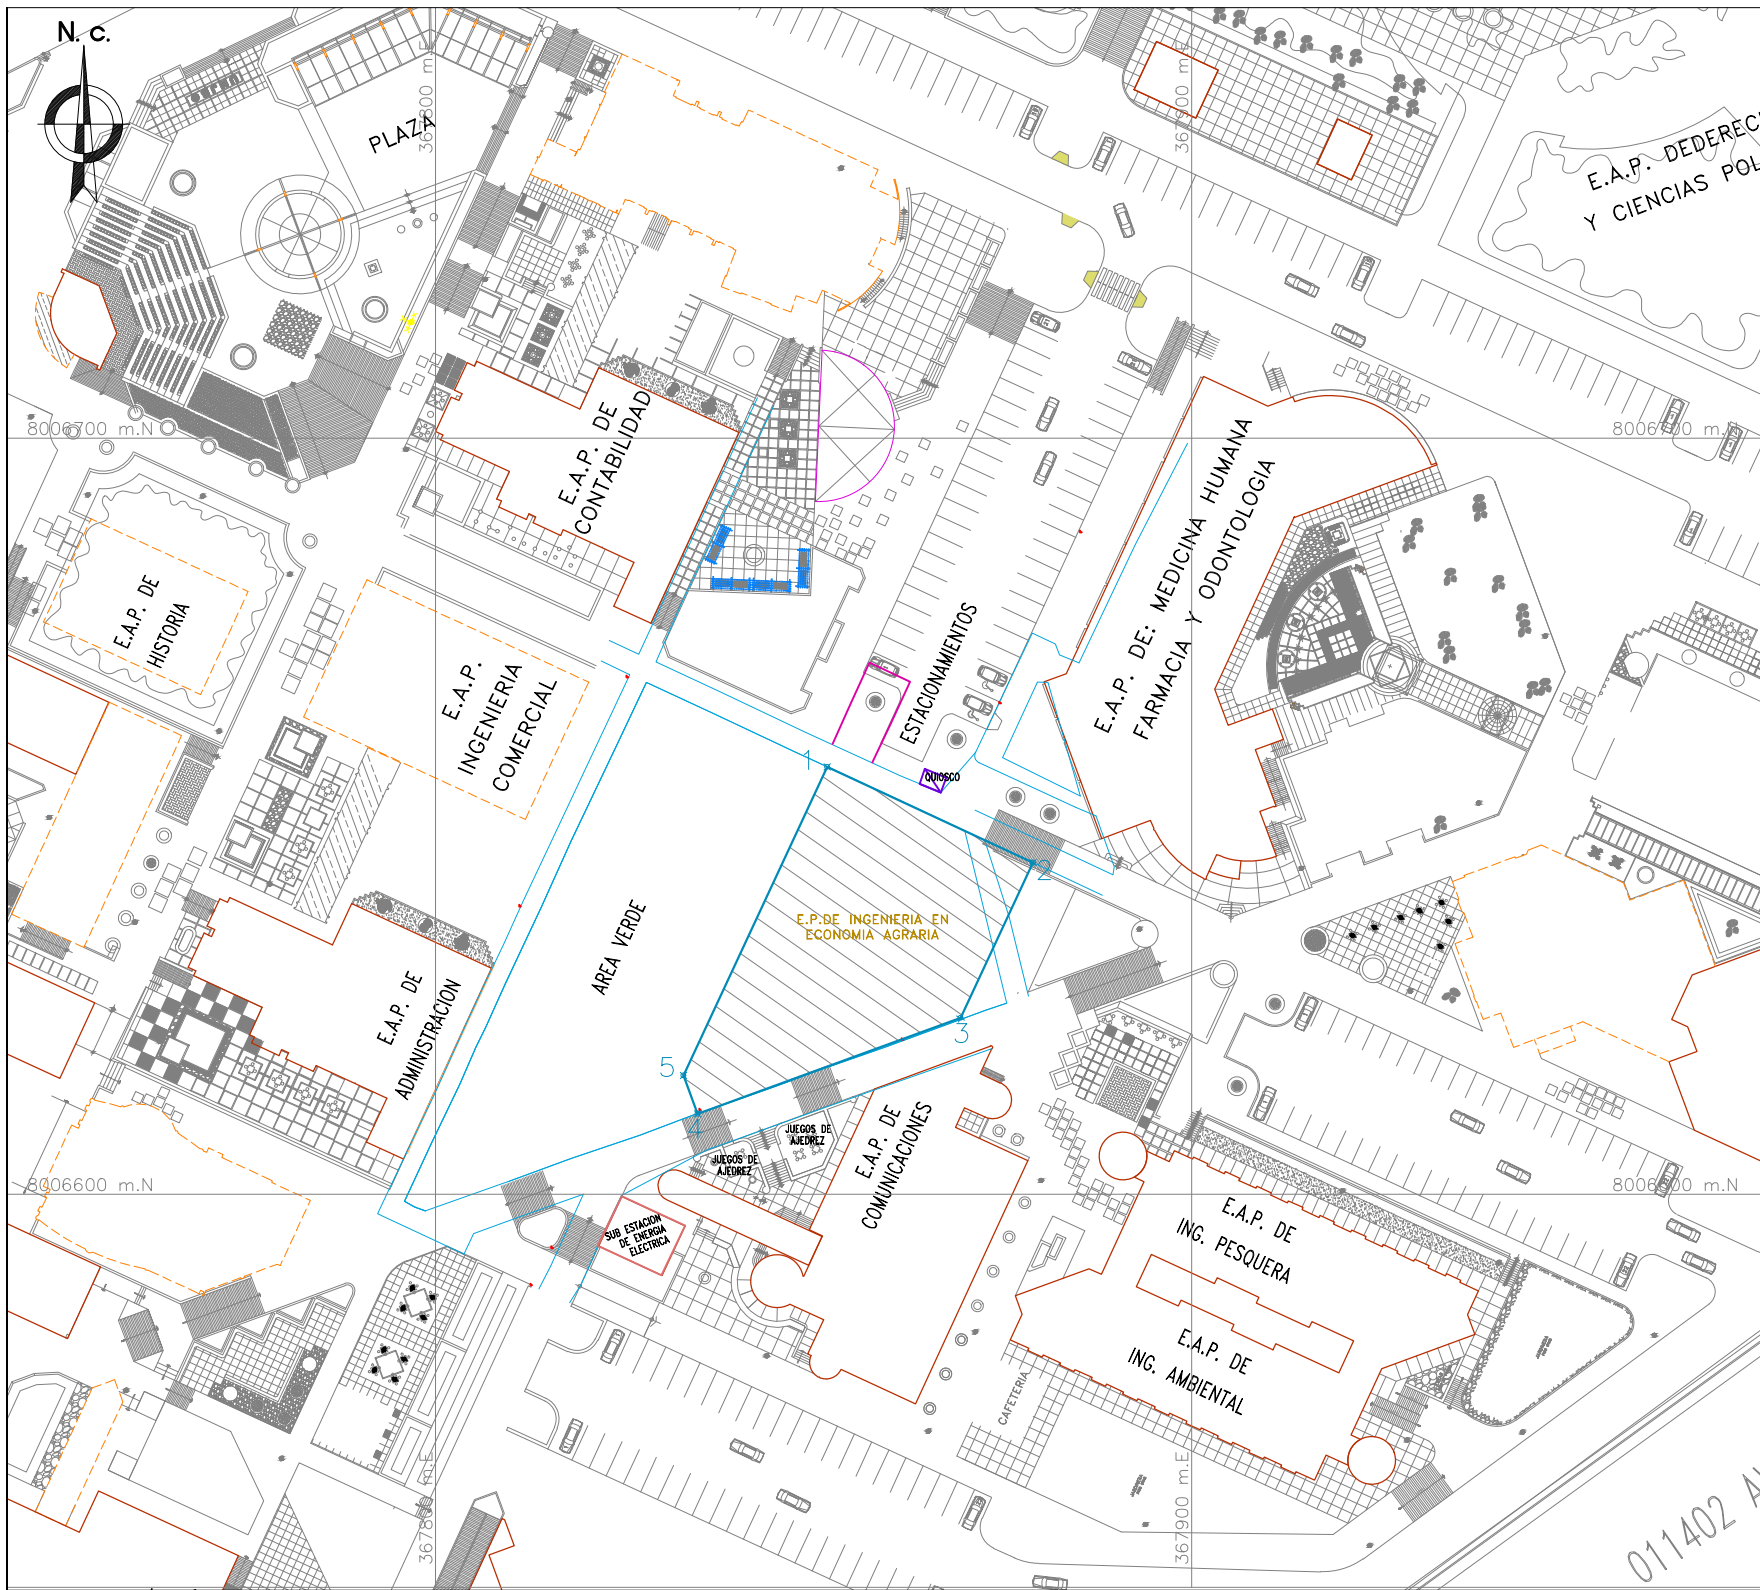 N. c.
PLAZA
367800 m.E
367900 m.E
E.A.P. DEDEREC
Y CIENCIAS POL
8006700 m.N
8006700 m.N
E.A.P. DE
CONTABILIDAD
E.A.P. DE: MEDICINA HUMANA
FARMACIA Y ODONTOLOGIA
E.A.P. DE
HISTORIA
E.A.P.
INGENIERIA
COMERCIAL
ESTACIONAMIENTOS
QUIOSCO
1
2
3
4
5
E.P.DE INGENIERIA EN
ECONOMIA AGRARIA
AREA VERDE
E.A.P. DE
ADMINISTRACION
E.A.P. DE
COMUNICACIONES
JUEGOS DE
AJEDREZ
JUEGOS DE
AJEDREZ
8006600 m.N
8006600 m.N
SUB ESTACION
DE ENERGIA
ELECTRICA
E.A.P. DE
ING. PESQUERA
E.A.P. DE
ING. AMBIENTAL
CAFETERIA
367800 m.E
367900 m.E
011402